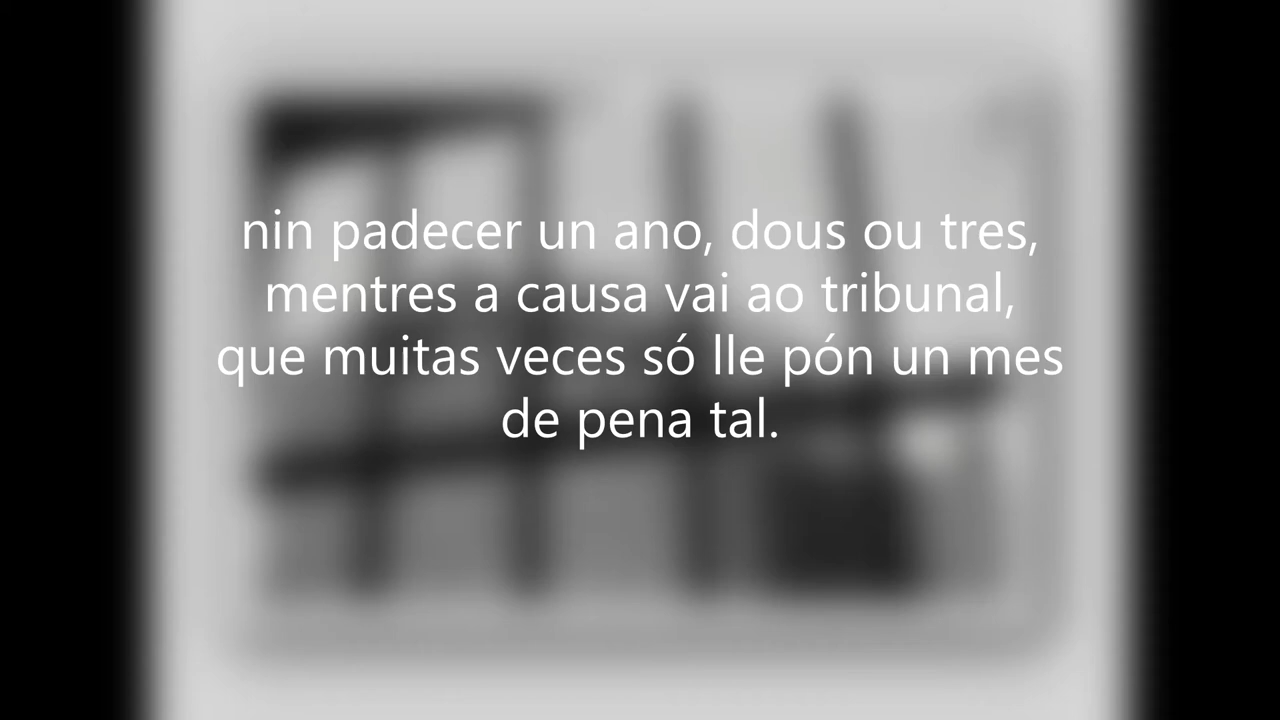 nin padecer un ano, dous ou tres,
mentres a causa vai ao tribunal,
que muitas veces só lle pón un mes
de pena tal.